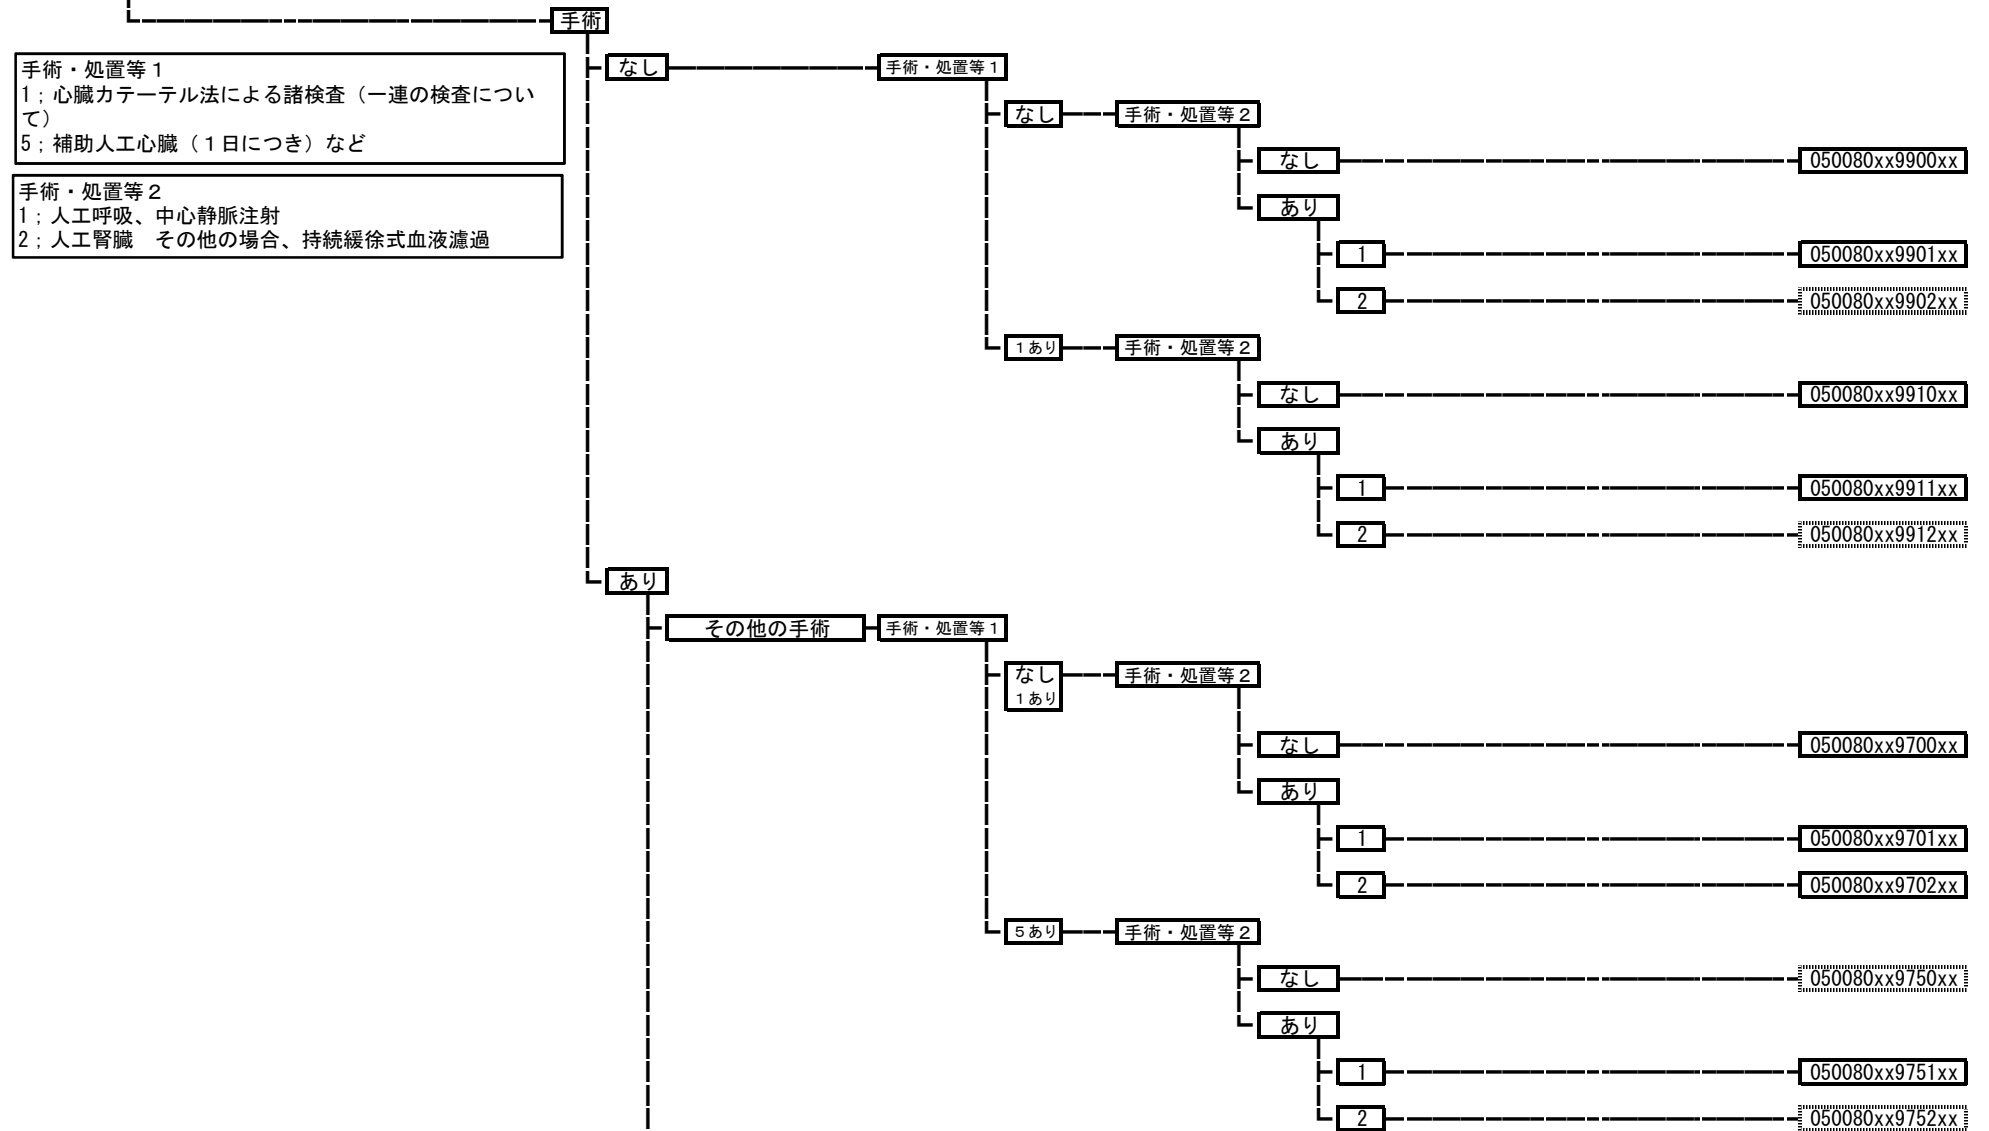 手術
手術・処置等１
1；心臓カテーテル法による諸検査（一連の検査につい
て）
5；補助人工心臓（１日につき）など
手術・処置等２
1；人工呼吸、中心静脈注射
2；人工腎臓　その他の場合、持続緩徐式血液濾過
なし 手術・処置等１
なし 手術・処置等２
なし 050080xx9900xx
あり
1 050080xx9901xx
2 050080xx9902xx
１あり 手術・処置等２
なし 050080xx9910xx
あり
1 050080xx9911xx
2 050080xx9912xx
あり
その他の手術 手術・処置等１
なし 手術・処置等２
１あり
なし 050080xx9700xx
あり
1 050080xx9701xx
2 050080xx9702xx
５あり 手術・処置等２
なし 050080xx9750xx
あり
1 050080xx9751xx
2 050080xx9752xx